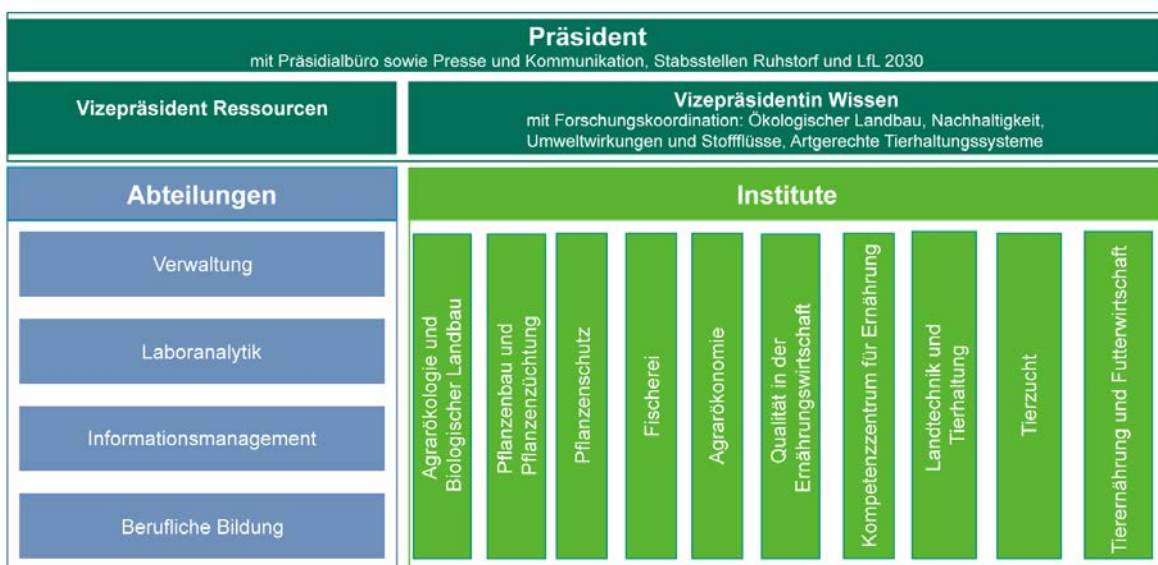 Präsident
mit Präsidialbüro sowie Presse und Kommunikation, Stabsstellen Ruhstorf und LfL 2030
Vizepräsident Ressourcen
Vizepräsidentin Wissen
mit Forschungskoordination: Ökologischer Landbau, Nachhaltigkeit,
Umweltwirkungen und Stoffflüsse, Artgerechte Tierhaltungssysteme
Abteilungen
Verwaltung
Laboranalytik
Informationsmanagement
Berufliche Bildung
Institute
Agrarökologie und
Biologischer Landbau
Pflanzenbau und
Pflanzenzüchtung
Pflanzenschutz
Fischerei
Agrarökonomie
Qualität in der
Ernährungswirtschaft
Kompetenzzentrum für Ernährung
Landtechnik und
Tierhaltung
Tierzucht
Tierernährung und Futterwirtschaft